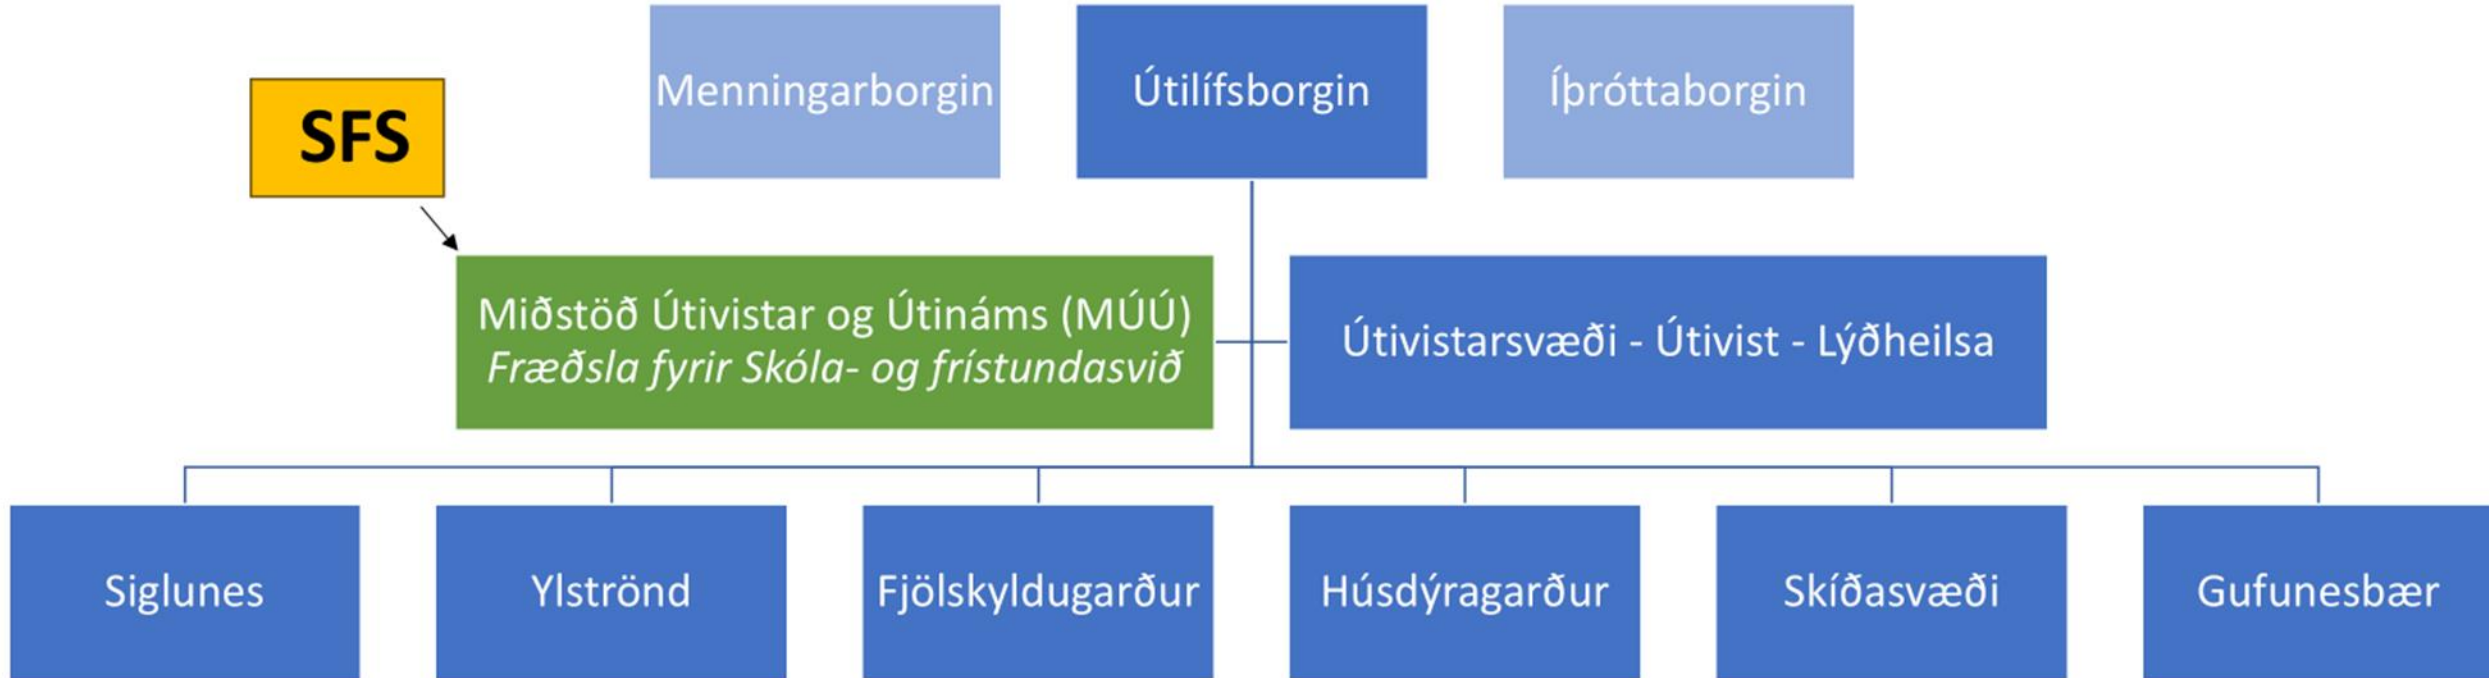 Menningarborgin
Útilífsborgin
Íþróttaborgin
SFS
Miðstöð Útivistar og Útináms (MÚÚ)
Fræðsla fyrir Skóla- og frístundasvið
Útivistarsvæði - Útivist - Lýðheilsa
Siglunes
Ylströnd
Fjölskyldugarður
Húsdýragarður
Skíðasvæði
Gufunesbær